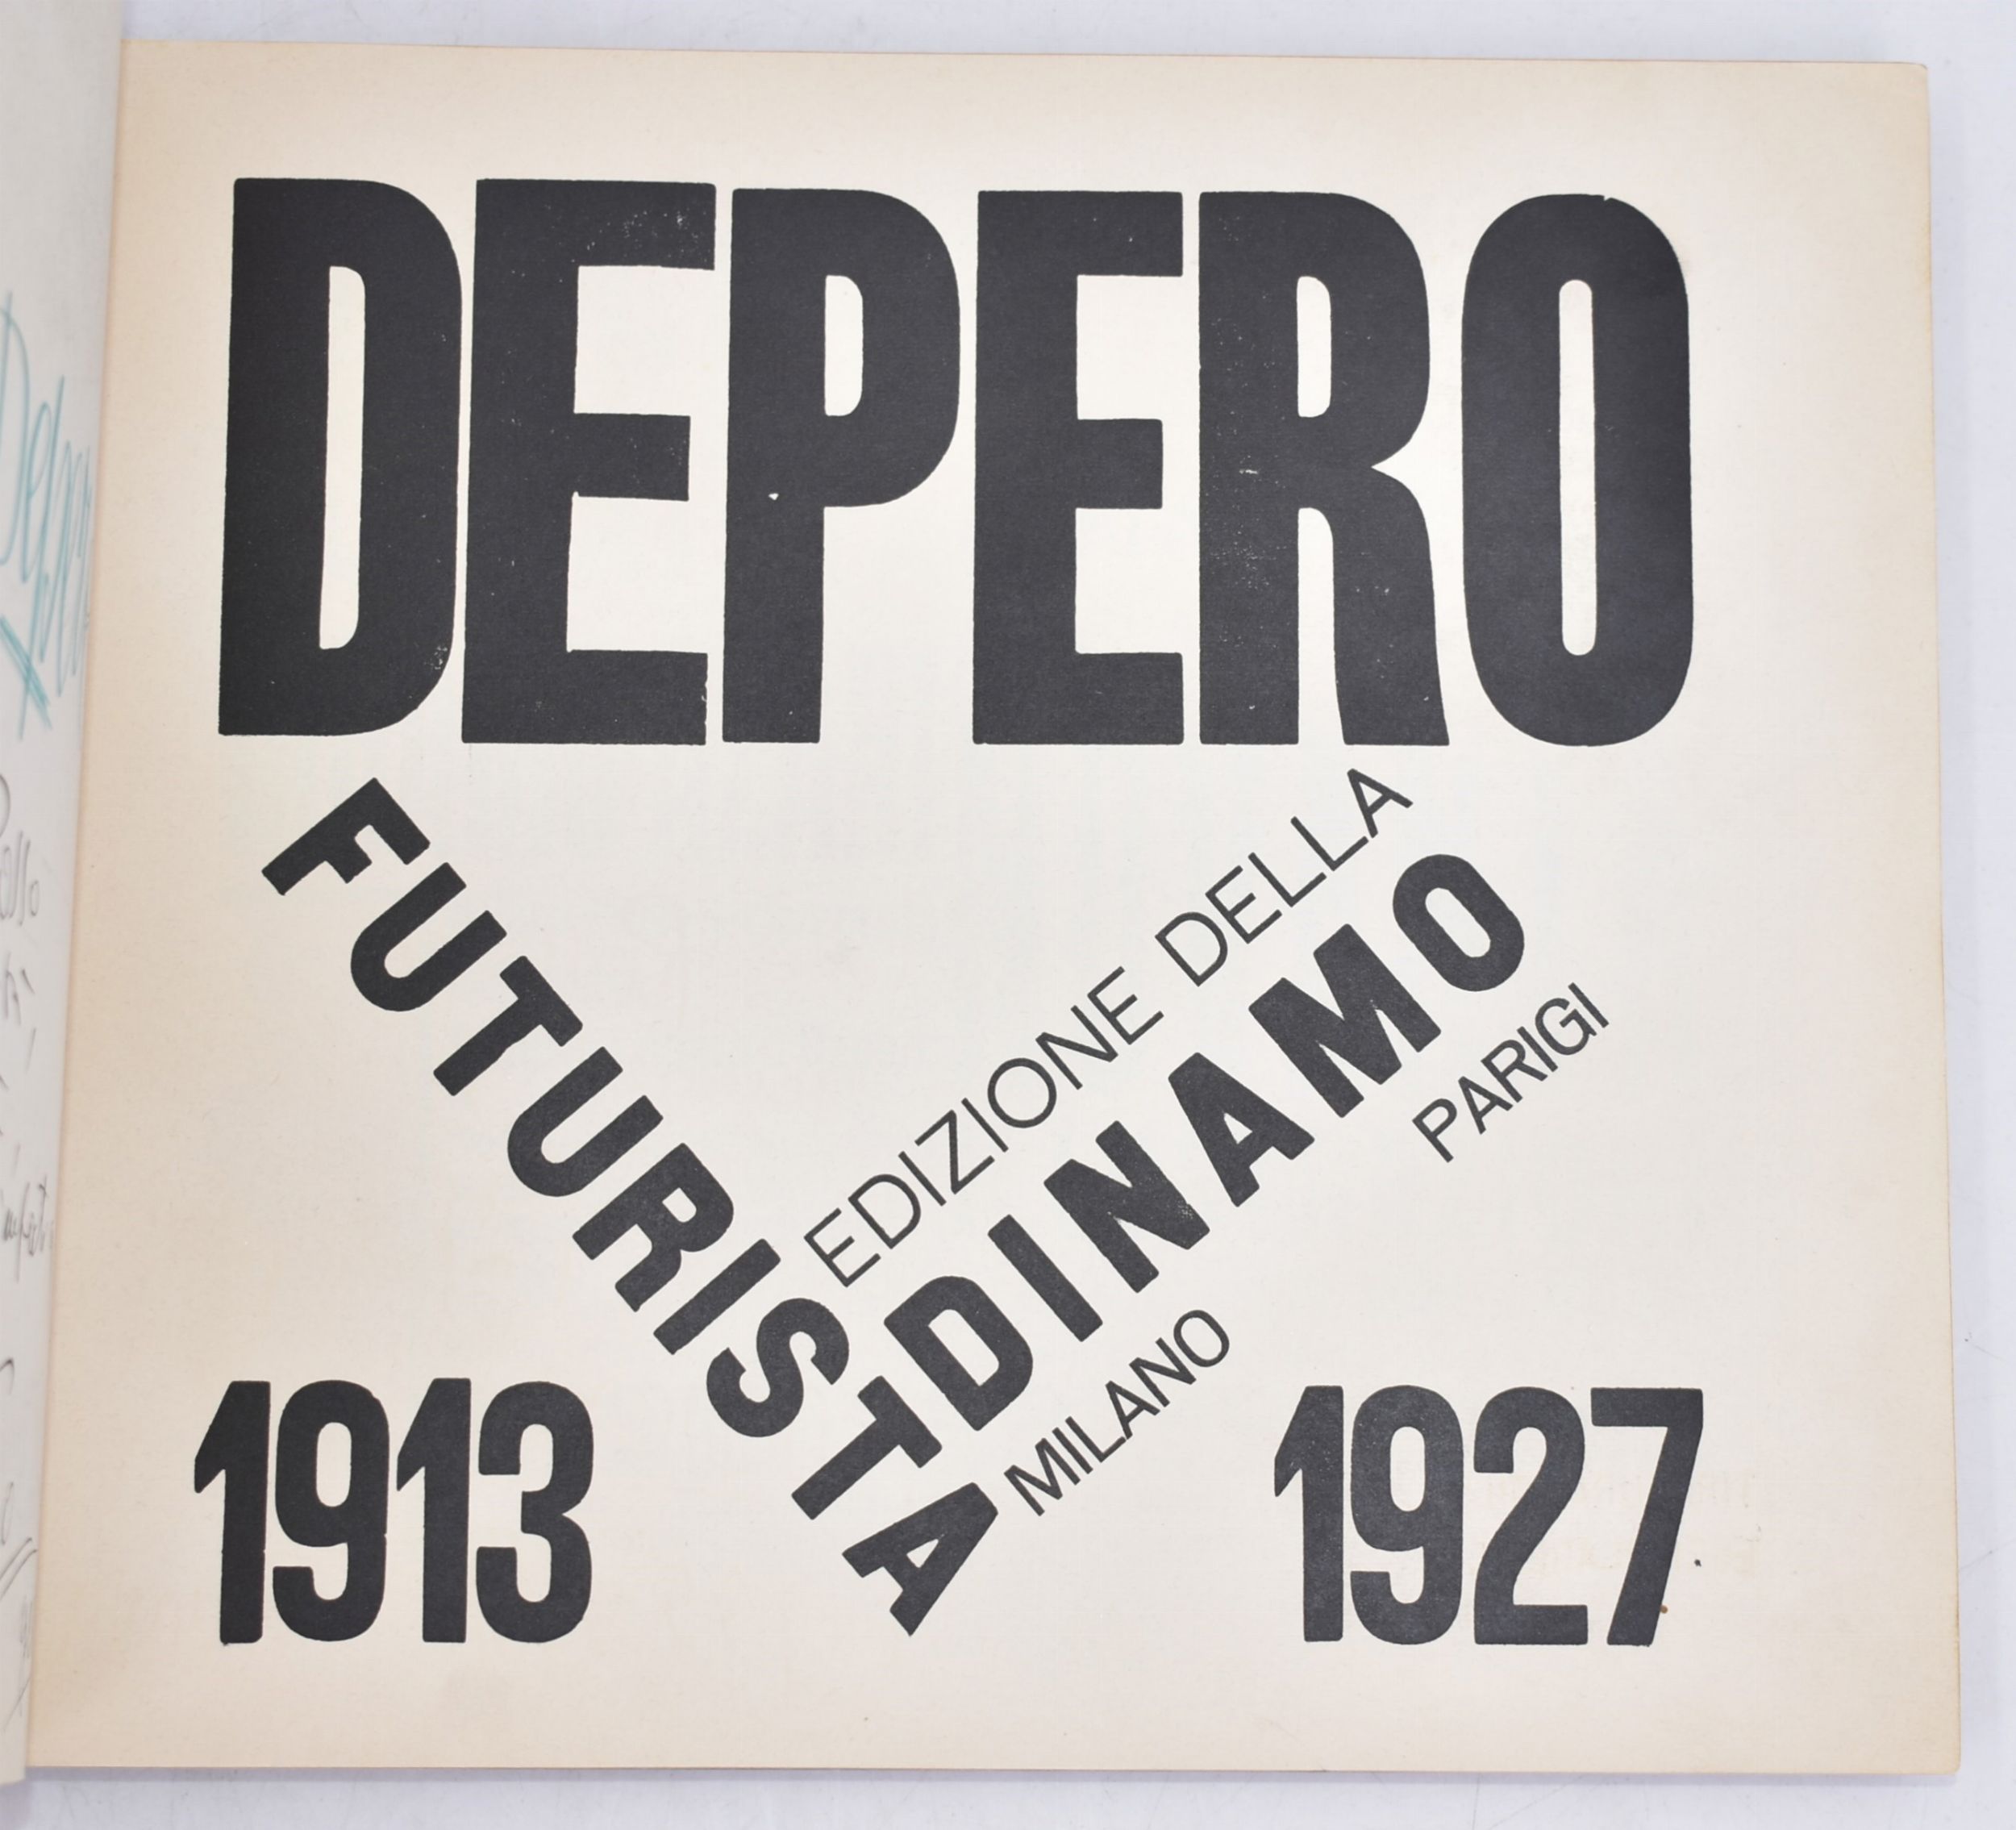 DEPERO
FUTURISTA
EDIZIONE DELLA
DINAMO
MILANO PARIGI
1913 1927